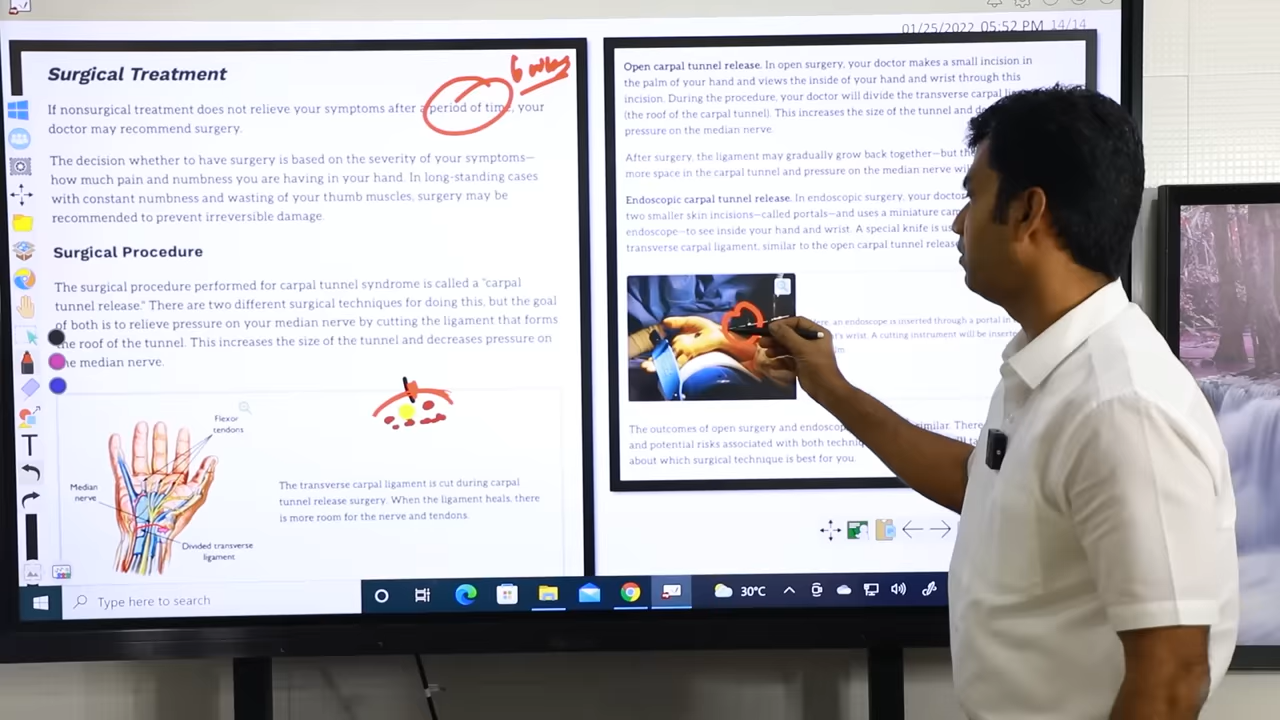 01/25/2022 05:52 PM 14/14
Surgical Treatment
6 wks
If nonsurgical treatment does not relieve your symptoms after a period of time, your
doctor may recommend surgery.
The decision whether to have surgery is based on the severity of your symptoms—
how much pain and numbness you are having in your hand. In long-standing cases
with constant numbness and wasting of your thumb muscles, surgery may be
recommended to prevent irreversible damage.
Surgical Procedure
The surgical procedure performed for carpal tunnel syndrome is called a "carpal
tunnel release." There are two different surgical techniques for doing this, but the goal
of both is to relieve pressure on your median nerve by cutting the ligament that forms
the roof of the tunnel. This increases the size of the tunnel and decreases pressure on
the median nerve.
Flexor
tendons
Median
nerve
Divided transverse
ligament
The transverse carpal ligament is cut during carpal
tunnel release surgery. When the ligament heals, there
is more room for the nerve and tendons.
Open carpal tunnel release. In open surgery, your doctor makes a small incision in
the palm of your hand and views the inside of your hand and wrist through this
incision. During the procedure, your doctor will divide the transverse carpal
(the roof of the carpal tunnel). This increases the size of the tunnel and
pressure on the median nerve.
After surgery, the ligament may gradually grow back together—but
more space in the carpal tunnel and pressure on the median nerve
Endoscopic carpal tunnel release. In endoscopic surgery, your doctor
two smaller skin incisions—called portals—and uses a miniature
endoscope—to see inside your hand and wrist. A special knife is
transverse carpal ligament, similar to the open carpal tunnel
an endoscope is inserted through a portal in
wrist. A cutting instrument will be
The outcomes of open surgery and similar.
and potential risks associated with both
about which surgical technique is best for you.
T
Type here to search
30°C